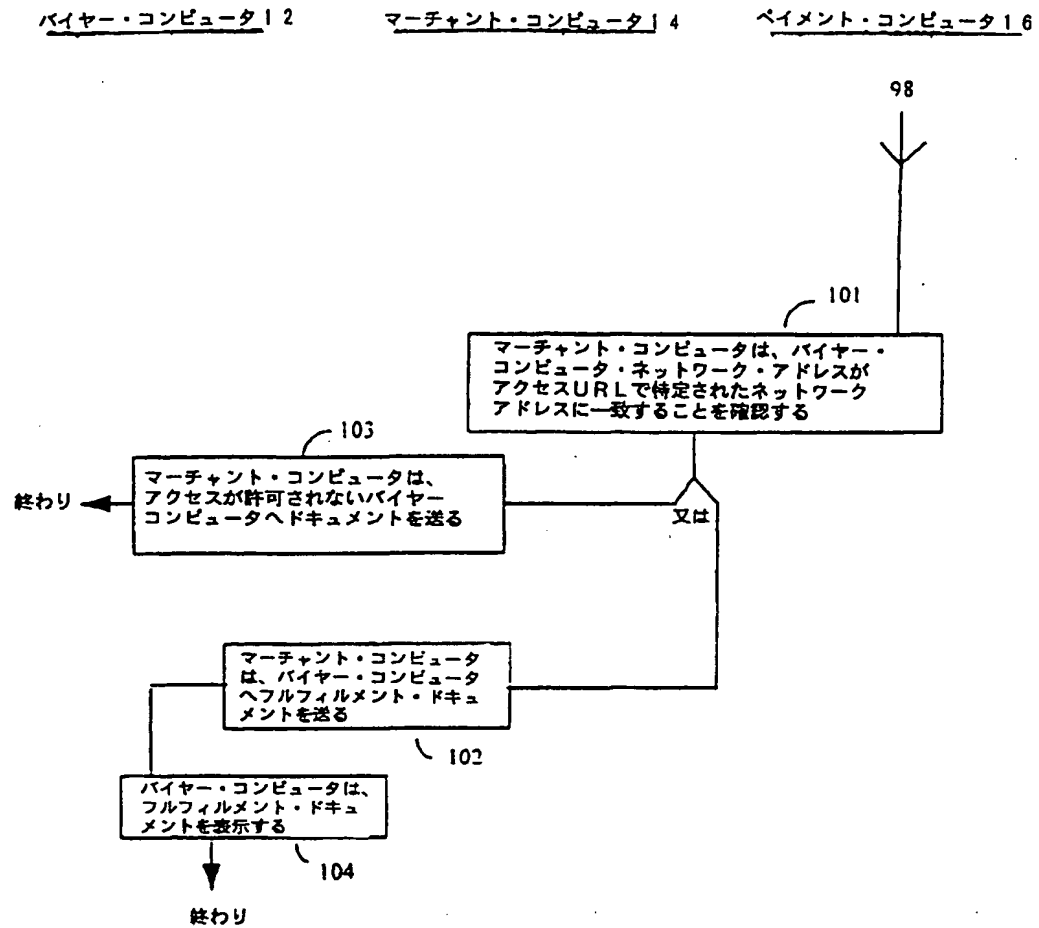 バイヤー・コンピュータ12
マーチャント・コンピュータ14
ペイメント・コンピュータ16
98
101
マーチャント・コンピュータは、バイヤー・
コンピュータ・ネットワーク・アドレスが
アクセスURLで特定されたネットワーク
アドレスに一致することを確認する
103
マーチャント・コンピュータは、
アクセスが許可されないバイヤー
コンピュータへドキュメントを送る
終わり
又は
マーチャント・コンピュータ
は、バイヤー・コンピュータ
へフルフィルメント・ドキュ
メントを送る
102
バイヤー・コンピュータは、
フルフィルメント・ドキュ
メントを表示する
104
終わり